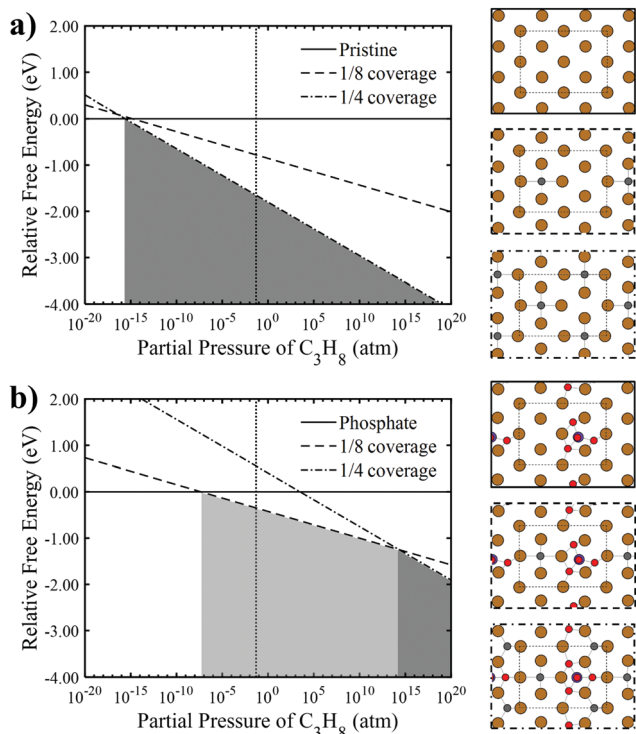 a)
Relative Free Energy (eV)
2.00
1.00
0.00
-1.00
-2.00
-3.00
-4.00
Pristine
1/8 coverage
1/4 coverage
10^-20 10^-15 10^-10 10^-5 10^0 10^5 10^10 10^15 10^20
Partial Pressure of C3H8 (atm)
b)
Relative Free Energy (eV)
2.00
1.00
0.00
-1.00
-2.00
-3.00
-4.00
Phosphate
1/8 coverage
1/4 coverage
10^-20 10^-15 10^-10 10^-5 10^0 10^5 10^10 10^15 10^20
Partial Pressure of C3H8 (atm)